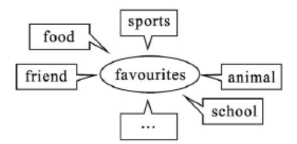 sports
food
friend
favourites
animal
school
...